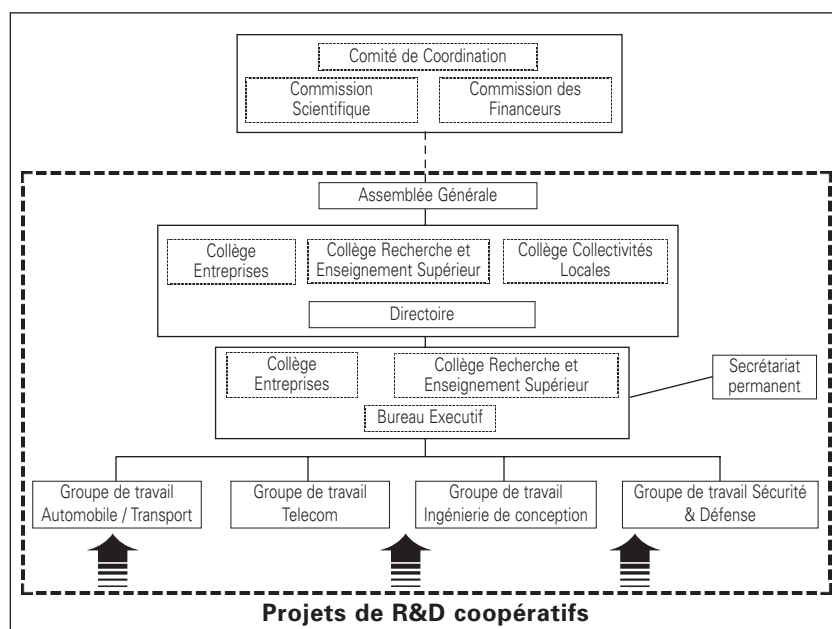 Comité de Coordination
Commission
Scientifique
Commission des
Financeurs
Assemblée Générale
Collège
Entreprises
Collège Recherche et
Enseignement Supérieur
Collège Collectivités
Locales
Directoire
Collège
Entreprises
Collège Recherche et
Enseignement Supérieur
Bureau Executif
Secrétariat
permanent
Groupe de travail
Automobile / Transport
Groupe de travail
Telecom
Groupe de travail
Ingénierie de conception
Groupe de travail Sécurité
& Défense
Projets de R&D coopératifs